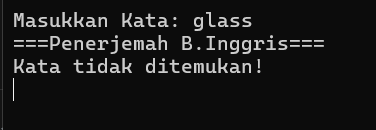 Masukkan Kata: glass
===Penerjemah B.Inggris===
Kata tidak ditemukan!